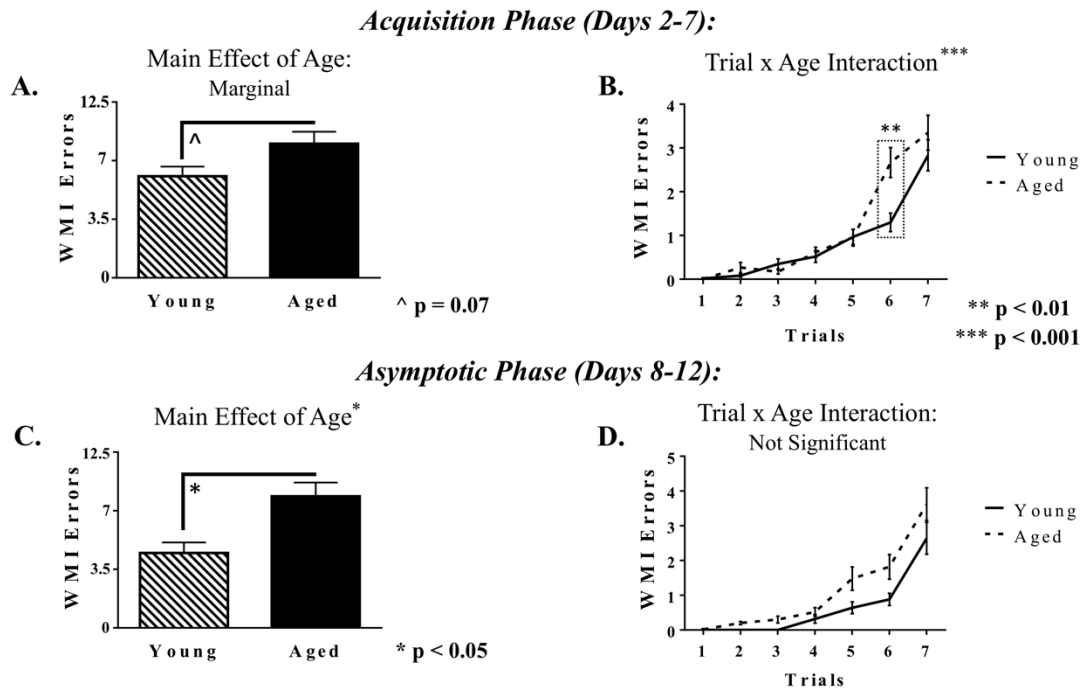 Acquisition Phase (Days 2-7):
A.
Main Effect of Age:
Marginal
WMI Errors
12.5
7
3.5
0
^
Young
Aged
^ p = 0.07
B.
Trial x Age Interaction***
WMI Errors
4
3
2
1
0
**
Young
Aged
1 2 3 4 5 6 7
Trials
** p < 0.01
*** p < 0.001
Asymptotic Phase (Days 8-12):
C.
Main Effect of Age*
WMI Errors
12.5
7
3.5
0
*
Young
Aged
* p < 0.05
D.
Trial x Age Interaction:
Not Significant
WMI Errors
5
4
3
2
1
0
Young
Aged
1 2 3 4 5 6 7
Trials